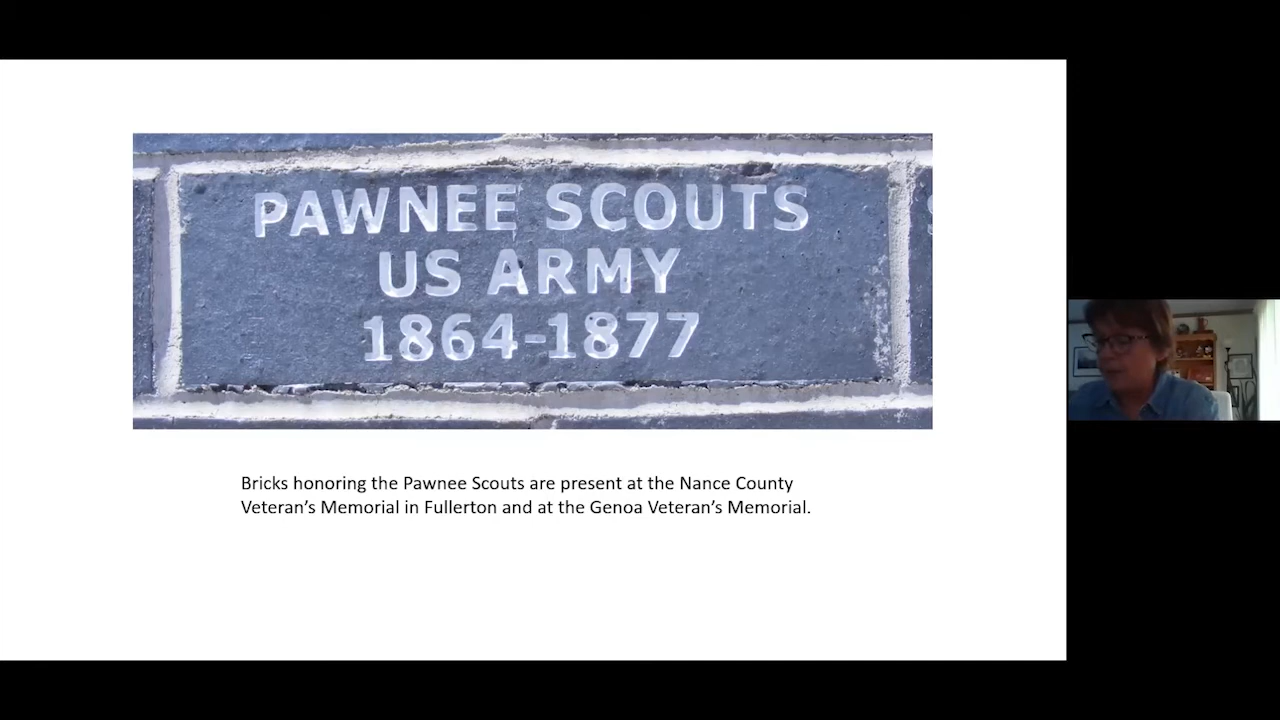 PAWNEE SCOUTS
US ARMY
1864-1877
Bricks honoring the Pawnee Scouts are present at the Nance County
Veteran’s Memorial in Fullerton and at the Genoa Veteran’s Memorial.